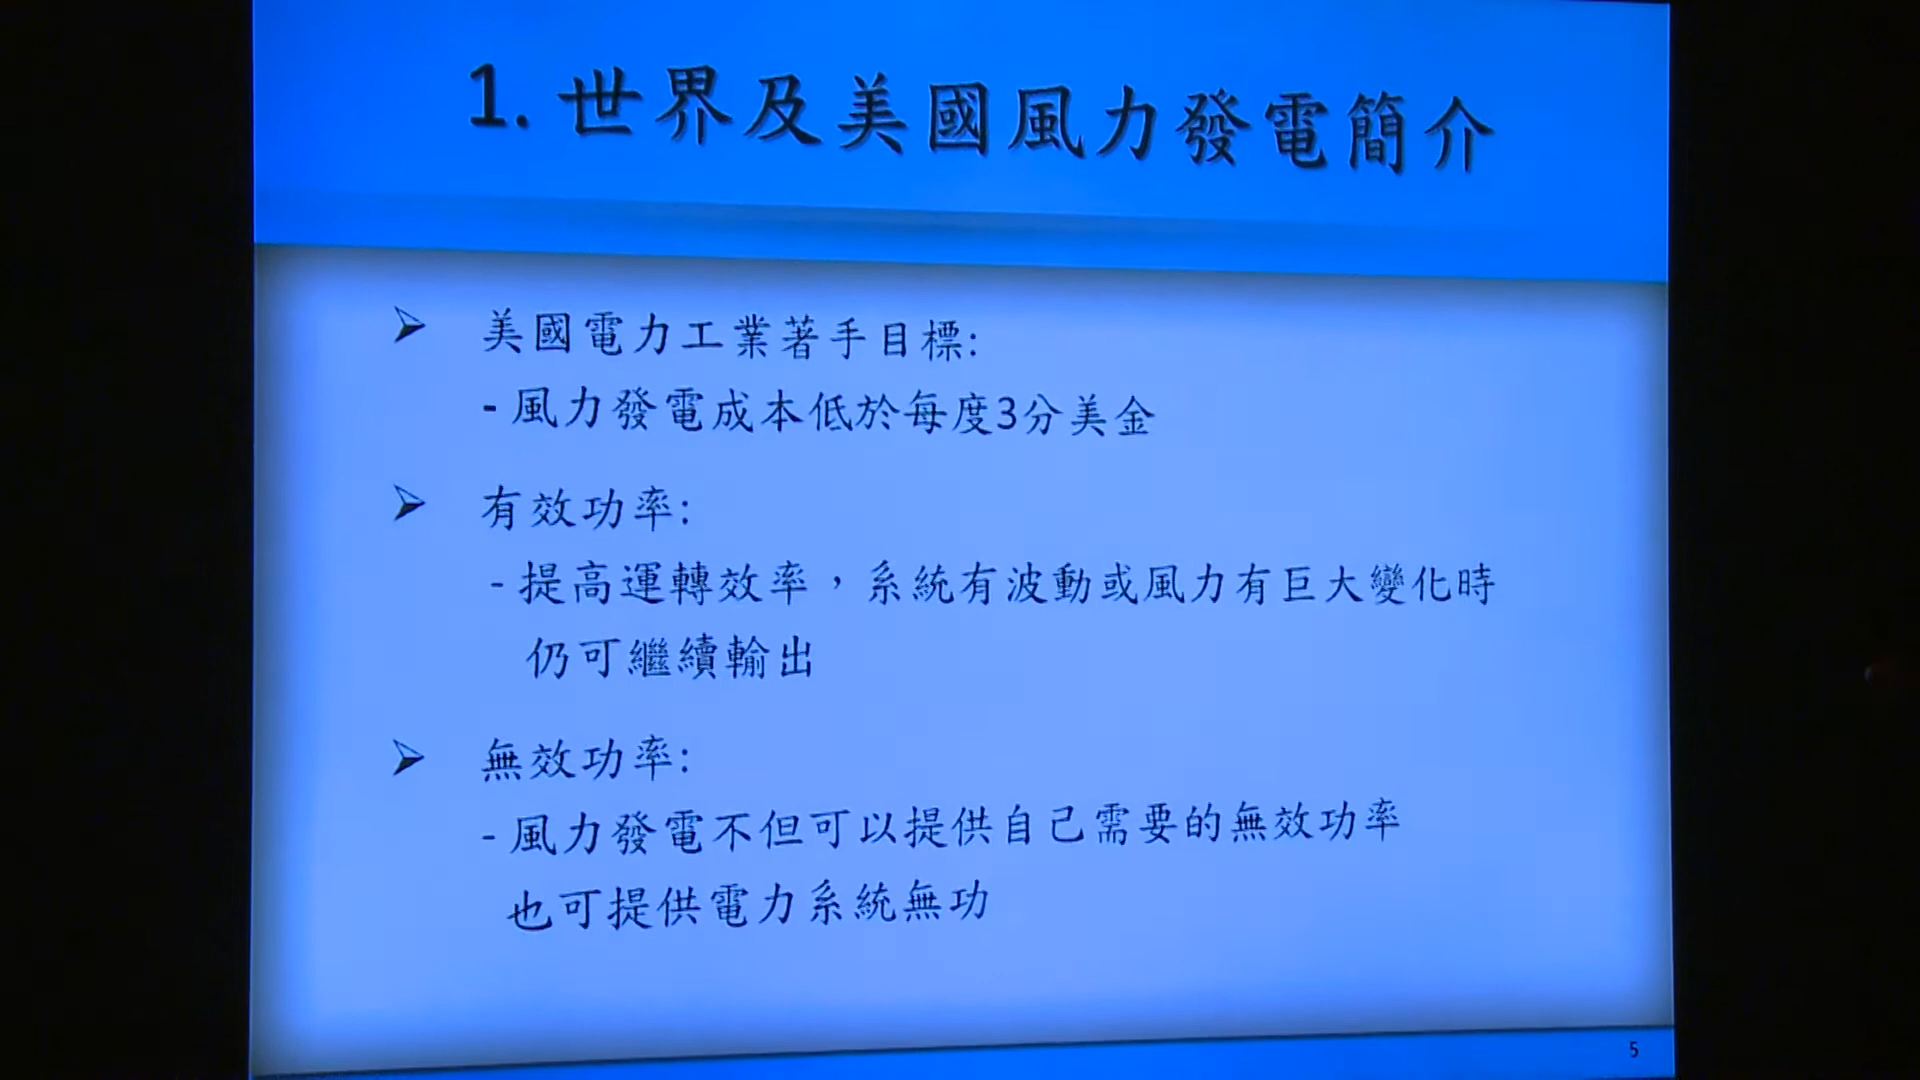 1. 世界及美國風力發電簡介
➢ 美國電力工業著手目標:
- 風力發電成本低於每度3分美金
➢ 有效功率:
- 提高運轉效率，系統有波動或風力有巨大變化時
仍可繼續輸出
➢ 無效功率:
- 風力發電不但可以提供自己需要的無效功率
也可提供電力系統無功
5